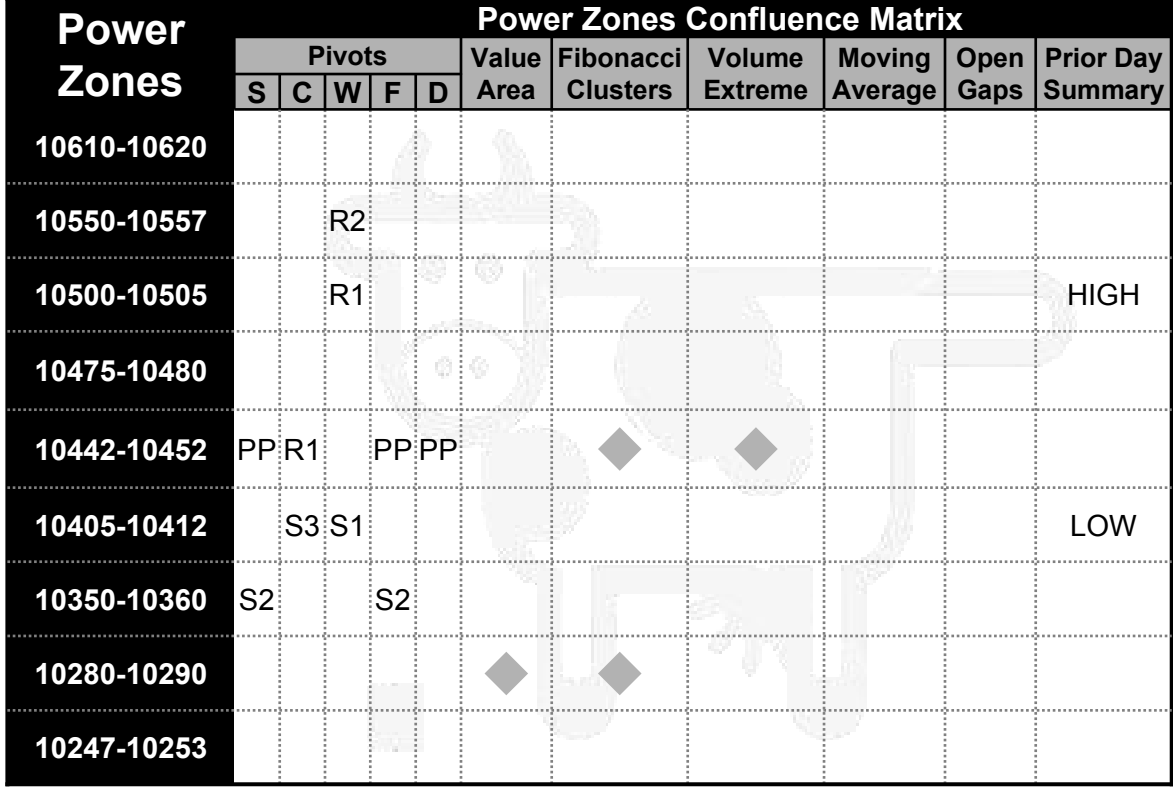 Power Zones
Power Zones Confluence Matrix
Pivots
Value Area
Fibonacci Clusters
Volume Extreme
Moving Average
Open Gaps
Prior Day Summary
S C W F D
10610-10620
10550-10557 R2
10500-10505 R1 HIGH
10475-10480
10442-10452 PP R1 PP PP
10405-10412 S3 S1 LOW
10350-10360 S2 S2
10280-10290
10247-10253